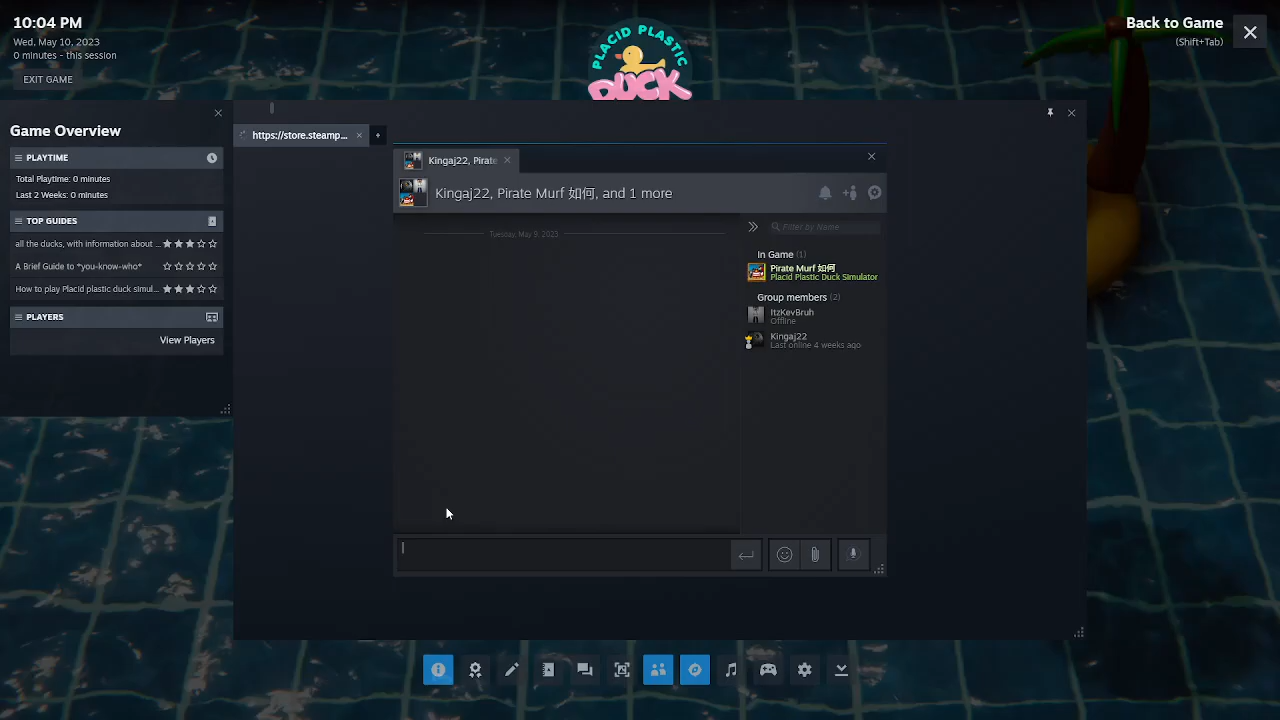 10:04 PM
Wed, May 10, 2023
0 minutes - this session
EXIT GAME
PLACID PLASTIC
DUCK
Back to Game
(Shift+Tab)
Game Overview
PLAYTIME
Total Playtime: 0 minutes
Last 2 Weeks: 0 minutes
TOP GUIDES
all the ducks, with information about ...
A Brief Guide to *you-know-who*
How to play Placid plastic duck simul...
PLAYERS
View Players
https://store.steamp...
+
Kingaj22, Pirate
Kingaj22, Pirate Murf 如何, and 1 more
Tuesday, May 9, 2023
Filter by Name
In Game (1)
Pirate Murf 如何
Placid Plastic Duck Simulator
Group members (2)
ItzKevBruh
Offline
Kingaj22
Last online 4 weeks ago